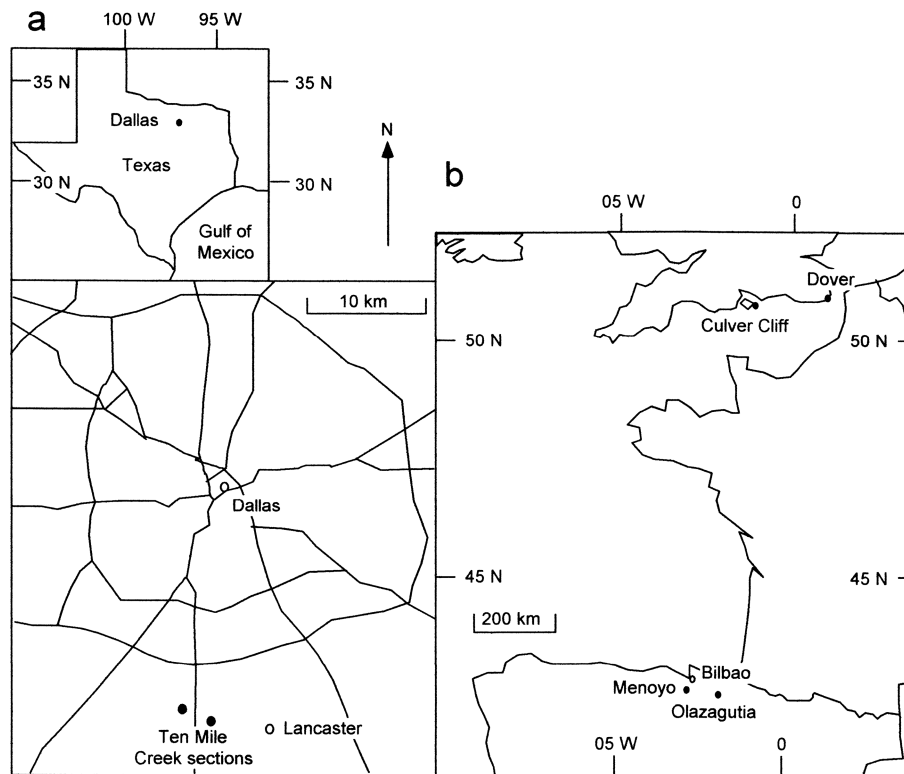 a
100 W
95 W
35 N
35 N
Dallas
Texas
30 N
30 N
Gulf of
Mexico
N
10 km
Dallas
Lancaster
Ten Mile
Creek sections
b
05 W
0
Dover
Culver Cliff
50 N
50 N
45 N
45 N
200 km
Bilbao
Menoyo
Olazagutia
05 W
0